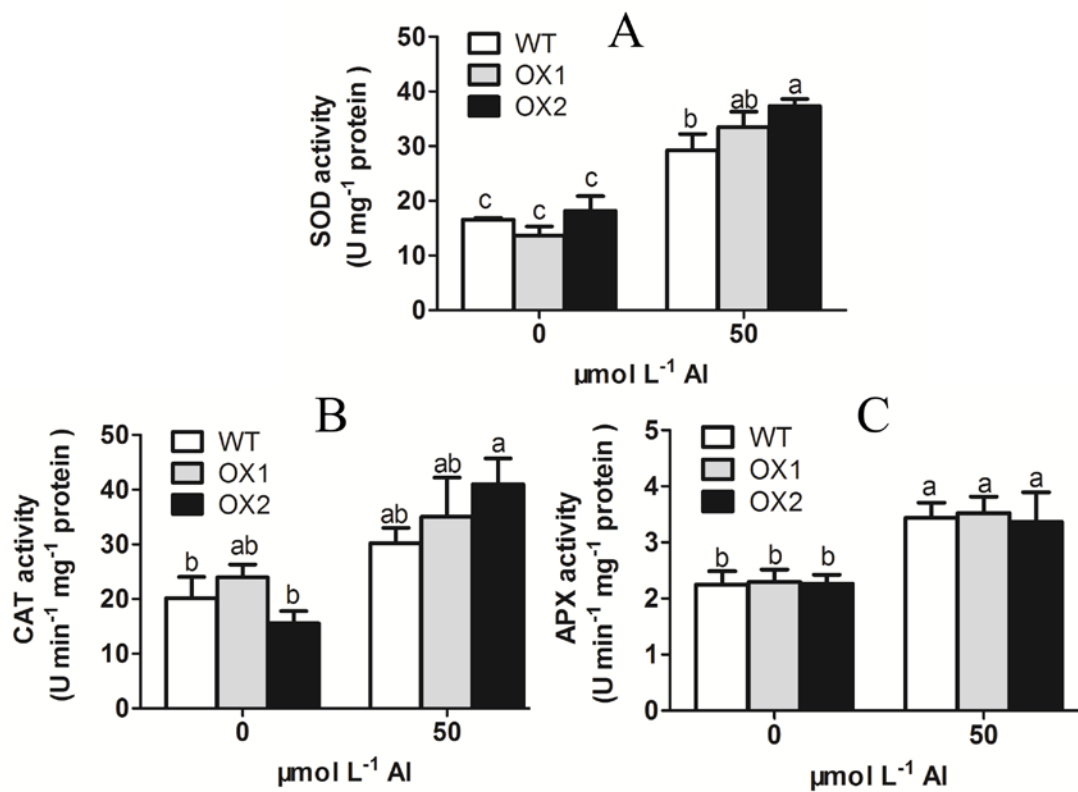 A
WT
OX1
OX2
SOD activity
(U mg⁻¹ protein )
50
40
30
20
10
0
c
c
c
b
ab
a
0
50
µmol L⁻¹ Al
B
WT
OX1
OX2
CAT activity
(U min⁻¹ mg⁻¹ protein)
50
40
30
20
10
0
b
ab
b
ab
ab
a
0
50
µmol L⁻¹ Al
C
WT
OX1
OX2
APX activity
(U min⁻¹ mg⁻¹ protein )
5
4
3
2
1
0
b
b
b
a
a
a
0
50
µmol L⁻¹ Al